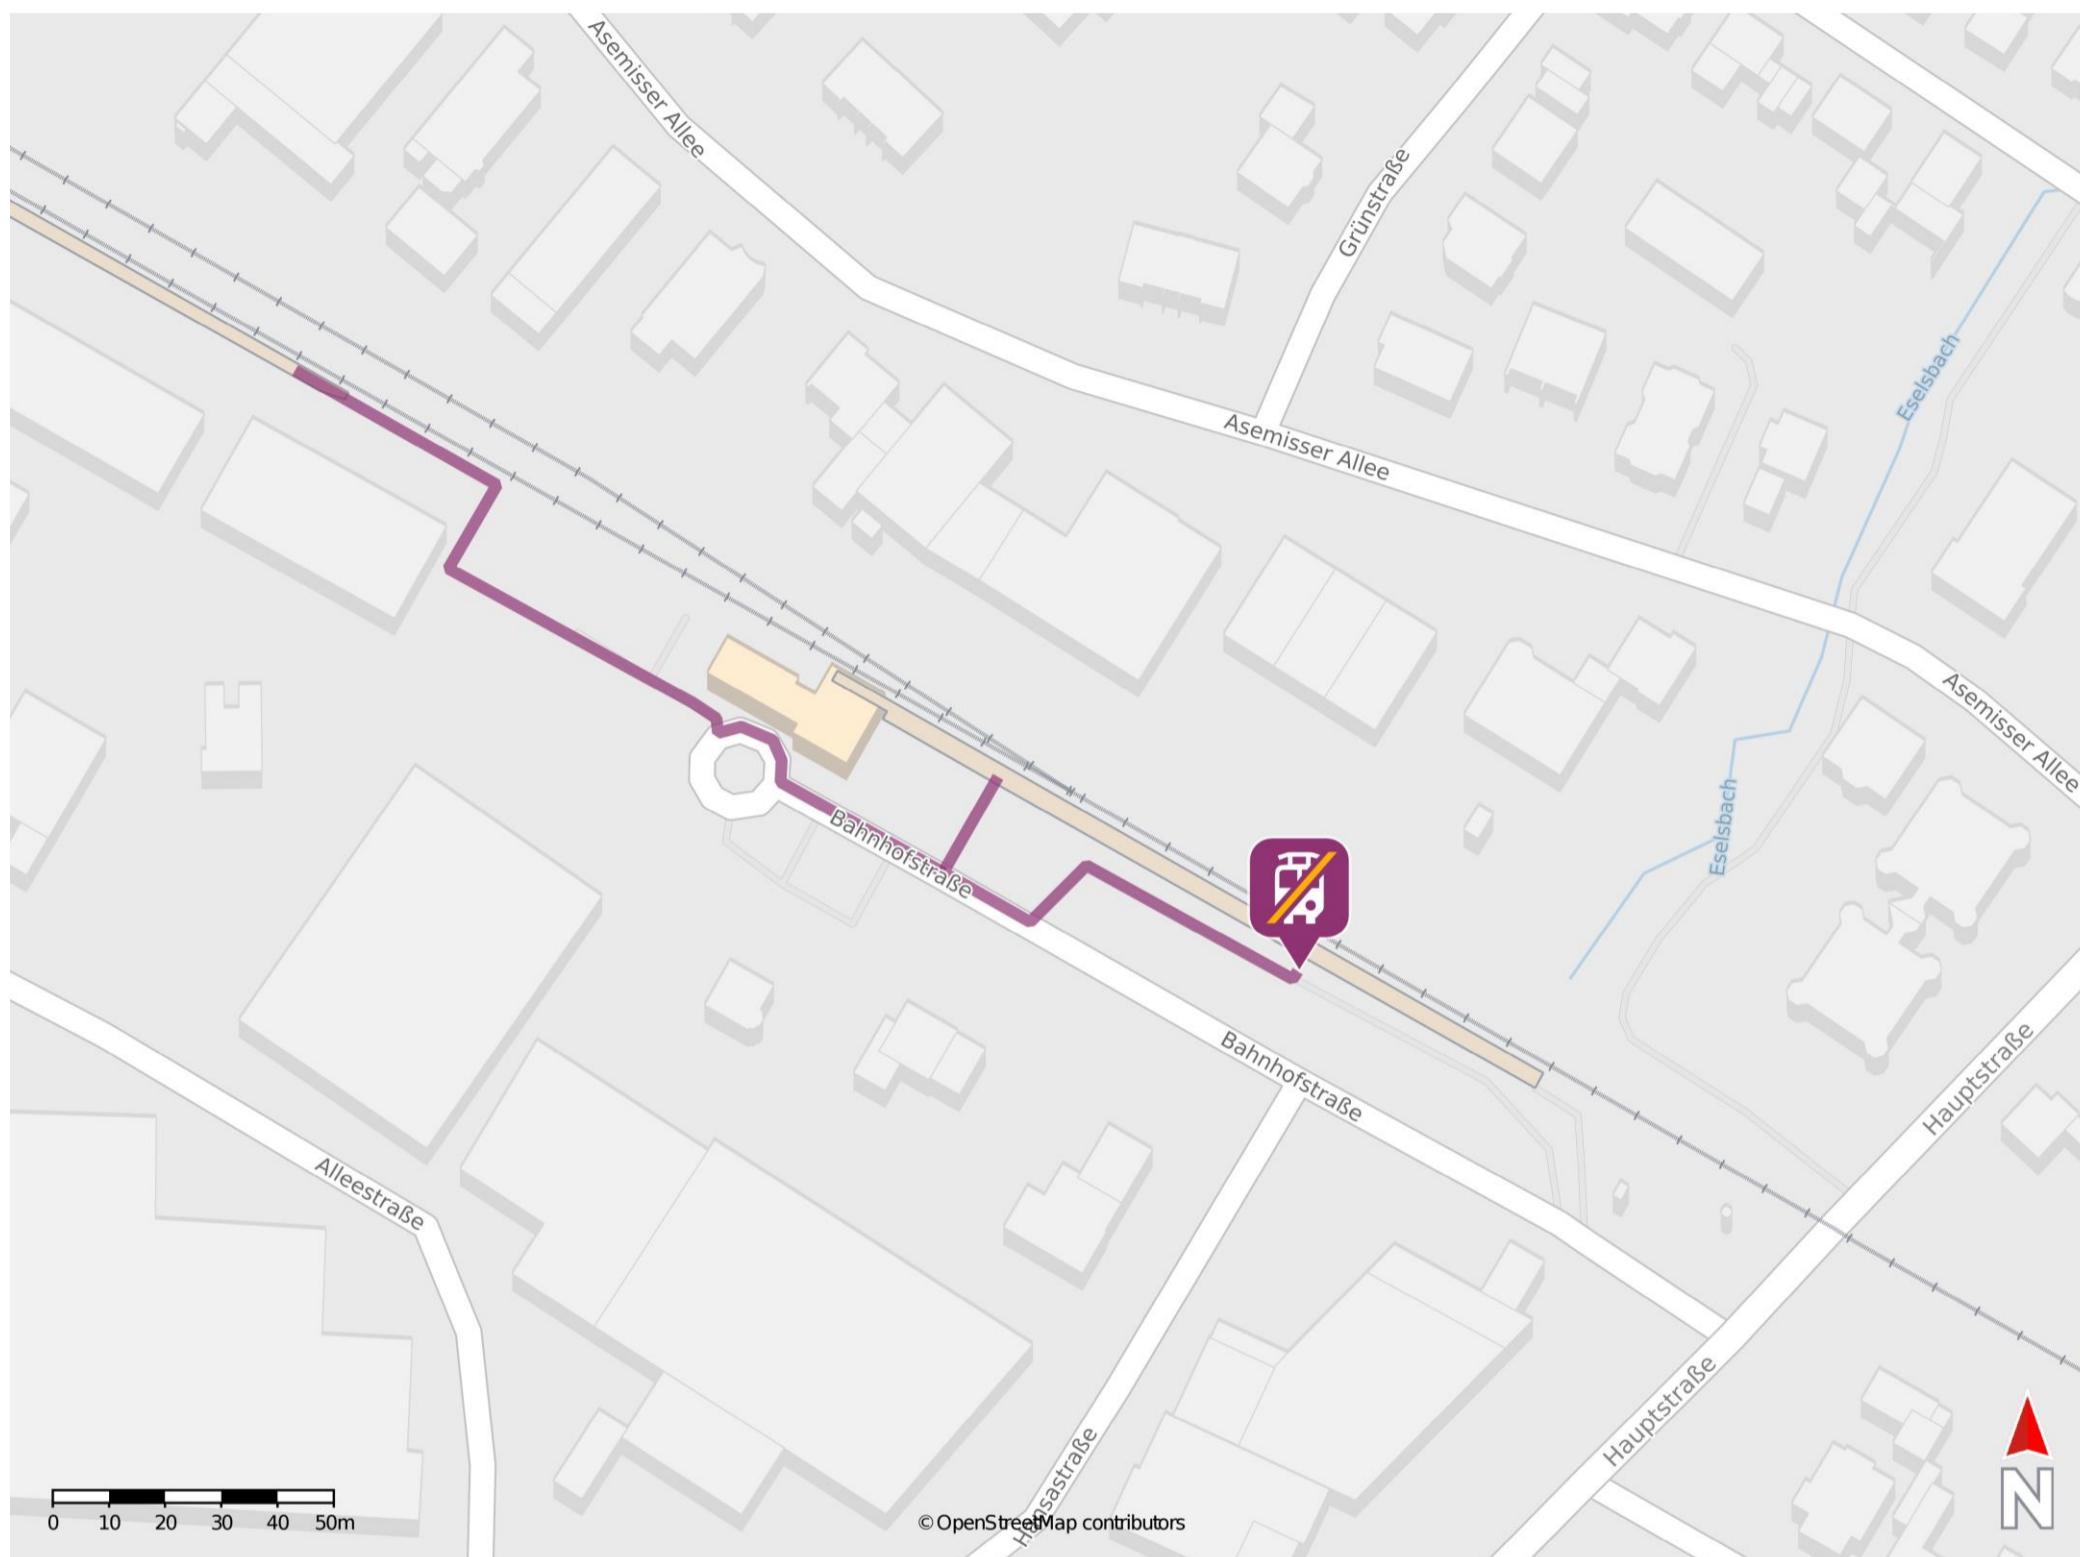 Asemisser Allee
Grünstraße
Eselsbach
Asemisser Allee
Asemisser Allee
Eselsbach
Bahnhofstraße
Bahnhofstraße
Hauptstraße
Alleestraße
Hauptstraße
Hansastraße
0 10 20 30 40 50m
© OpenStreetMap contributors
N